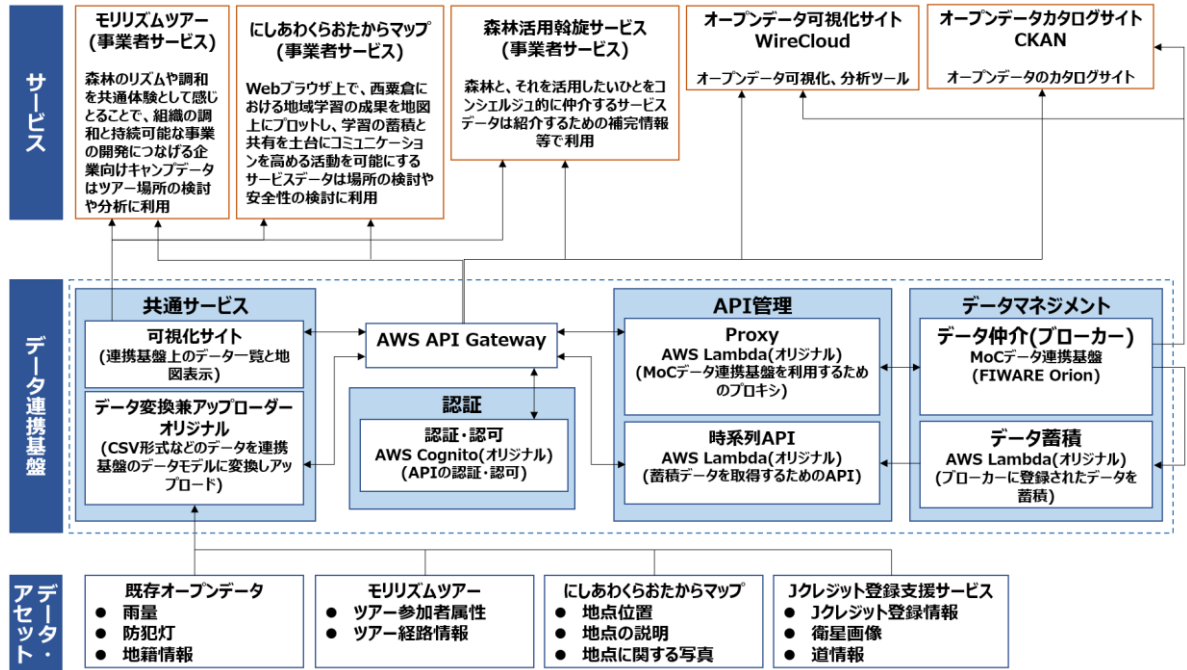 サービス
モリリズムツアー
(事業者サービス)
森林のリズムや調和
を共通体験として感じ
とることで、組織の調
和と持続可能な事業
の開発につなげる企
業向けキャンプデータ
はツアー場所の検討
や分析に利用
にしあわくらおたからマップ
(事業者サービス)
Webブラウザ上で、西粟倉
における地域学習の成果を地図
上にプロットし、学習の蓄積と
共有を土台にコミュニケーション
を高める活動を可能にする
サービスデータは場所の検討や
安全性の検討に利用
森林活用斡旋サービス
(事業者サービス)
森林と、それを活用したいひとをコ
ンシェルジュ的に仲介するサービス
データは紹介するための補完情報
等で利用
オープンデータ可視化サイト
WireCloud
オープンデータ可視化、分析ツール
オープンデータカタログサイト
CKAN
オープンデータのカタログサイト
データ連携基盤
共通サービス
可視化サイト
(連携基盤上のデータ一覧と地
図表示)
データ変換兼アップローダー
オリジナル
(CSV形式などのデータを連携
基盤のデータモデルに変換しアッ
プロード)
AWS API Gateway
認証
認証・認可
AWS Cognito(オリジナル)
(APIの認証・認可)
API管理
Proxy
AWS Lambda(オリジナル)
(MoCデータ連携基盤を利用するため
のプロキシ)
時系列API
AWS Lambda(オリジナル)
(蓄積データを取得するためのAPI)
データマネジメント
データ仲介(ブローカー)
MoCデータ連携基盤
(FIWARE Orion)
データ蓄積
AWS Lambda(オリジナル)
(ブローカーに登録されたデータを
蓄積)
データ・
アセット
既存オープンデータ
● 雨量
● 防犯灯
● 地籍情報
モリリズムツアー
● ツアー参加者属性
● ツアー経路情報
にしあわくらおたからマップ
● 地点位置
● 地点の説明
● 地点に関する写真
Jクレジット登録支援サービス
● Jクレジット登録情報
● 衛星画像
● 道情報